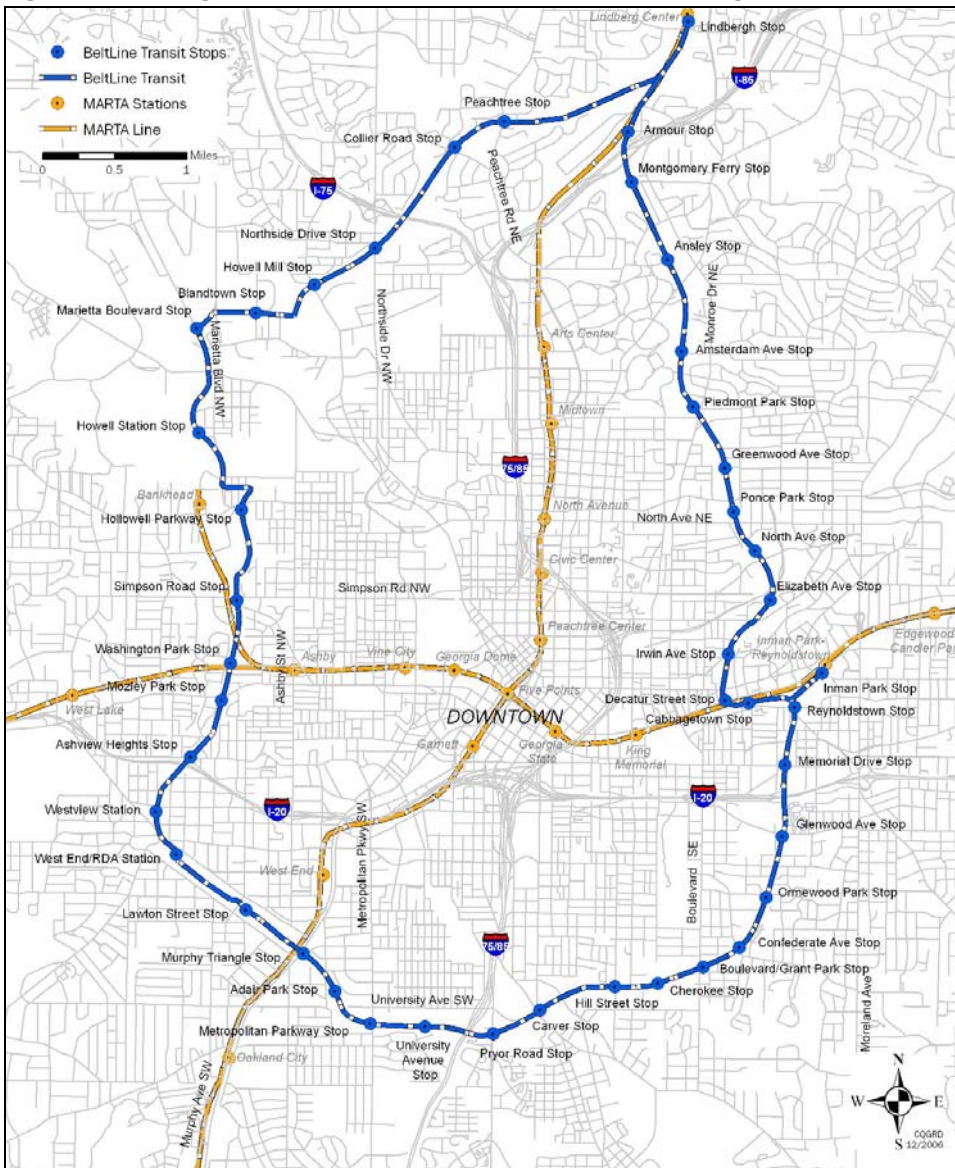 Lindberg Center
Lindbergh Stop
BeltLine Transit Stops
BeltLine Transit
MARTA Stations
MARTA Line
Miles
0 0.5 1
I-85
Peachtree Stop
Collier Road Stop
Armour Stop
Peachtree Rd NE
Montgomery Ferry Stop
I-75
Northside Drive Stop
Ansley Stop
Howell Mill Stop
Monroe Dr NE
Blandtown Stop
Marietta Boulevard Stop
Northside Dr NW
Marietta Blvd NW
Arts Center
Amsterdam Ave Stop
Piedmont Park Stop
Midtown
Howell Station Stop
Greenwood Ave Stop
75/85
Bankhead
Ponce Park Stop
Hollowell Parkway Stop
North Avenue
North Ave NE
North Ave Stop
Civic Center
Simpson Road Stop
Simpson Rd NW
Elizabeth Ave Stop
Peachtree Center
Inman Park-
Reynoldstown
Edgewood-
Candler Park
Washington Park Stop
Ashby St NW
Ashby
Vine City
Georgia Dome
Irwin Ave Stop
Mozley Park Stop
Five Points
Inman Park Stop
West Lake
Decatur Street Stop
Reynoldstown Stop
DOWNTOWN
Cabbagetown Stop
Ashview Heights Stop
Garnett
Georgia
State
King
Memorial
Memorial Drive Stop
I-20
I-20
Westview Station
Metropolitan Pkwy SW
Glenwood Ave Stop
West End/RDA Station
West End
Boulevard SE
Ormewood Park Stop
Lawton Street Stop
75/85
Confederate Ave Stop
Murphy Triangle Stop
Boulevard/Grant Park Stop
Adair Park Stop
University Ave SW
Hill Street Stop
Cherokee Stop
Moreland Ave
Metropolitan Parkway Stop
Carver Stop
University
Avenue
Stop
Pryor Road Stop
Oakland City
Murphy Ave SW
N
W E
S
CQGRD
12/2006